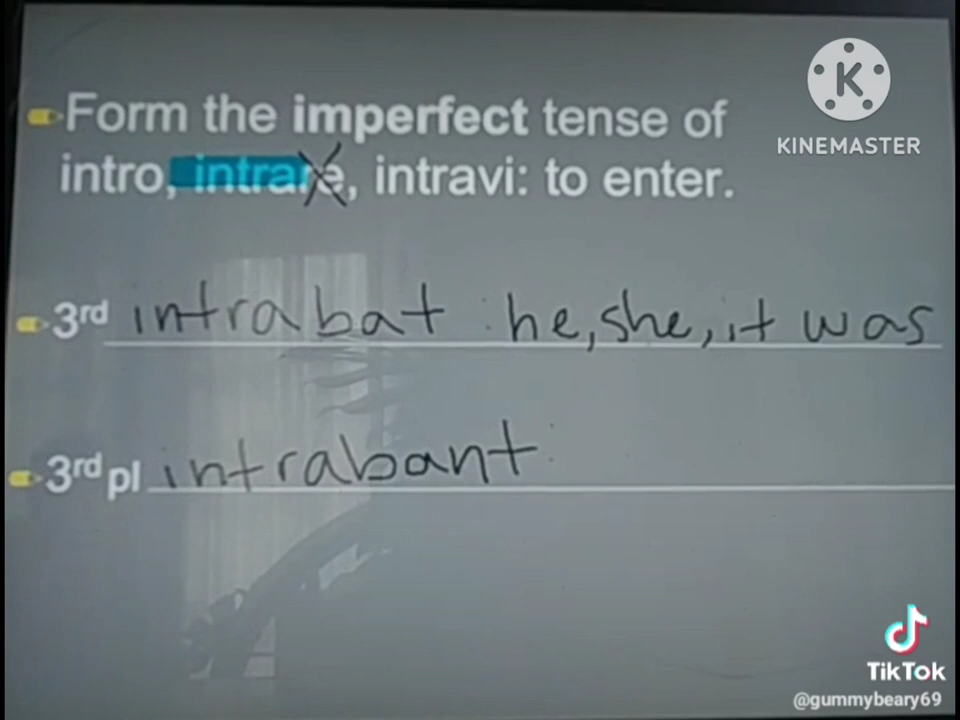 Form the imperfect tense of
intro, intrare, intravi: to enter.
K
KINEMASTER
3rd intrabat : he, she, it was
3rd pl intrabant
TikTok
@gummybeary69